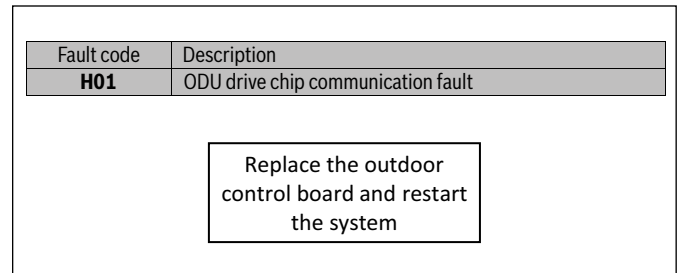 Fault code Description
H01 ODU drive chip communication fault
Replace the outdoor
control board and restart
the system